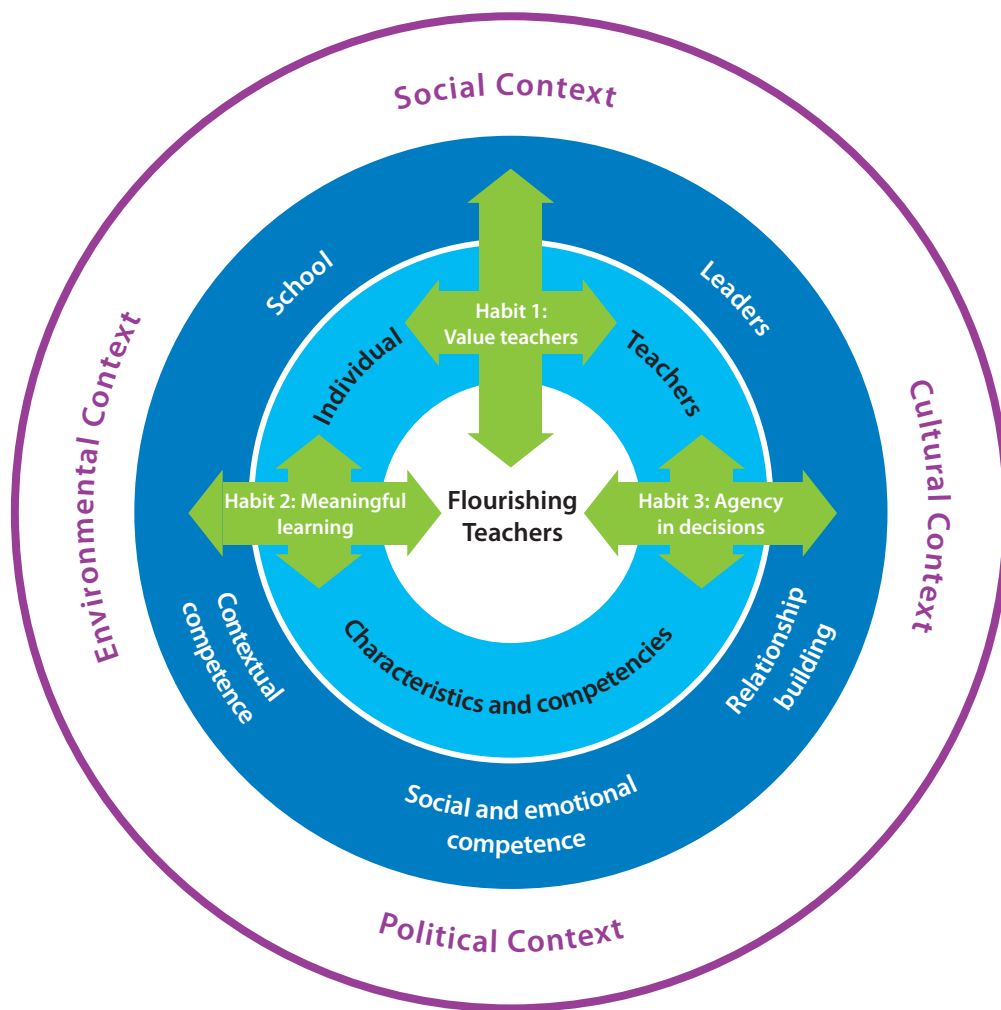 Social Context
School
Leaders
Habit 1:
Value teachers
Individual
Teachers
Environmental Context
Cultural Context
Habit 2: Meaningful
learning
Flourishing
Teachers
Habit 3: Agency
in decisions
Contextual
competence
Characteristics and competencies
Relationship
building
Social and emotional
competence
Political Context